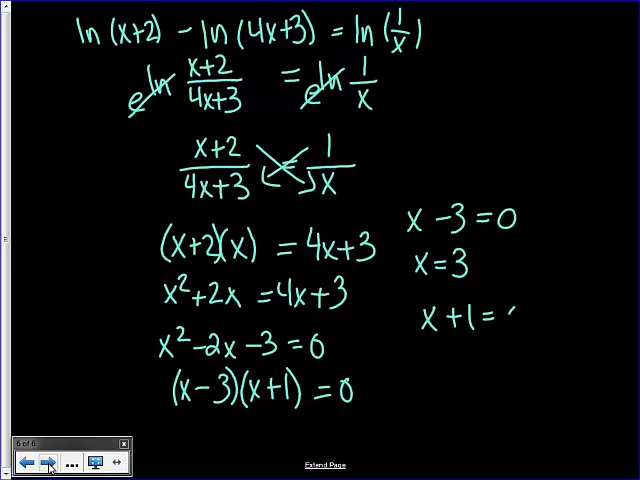 ln (x+2) - ln (4x+3) = ln (1/x)
e ln (x+2)/(4x+3) = e ln 1/x
(x+2)/(4x+3) = 1/x
(x+2)(x) = 4x+3
x² + 2x = 4x+3
x² - 2x - 3 = 0
(x-3)(x+1) = 0
x - 3 = 0
x = 3
x + 1 =
6 of 6
Extend Page